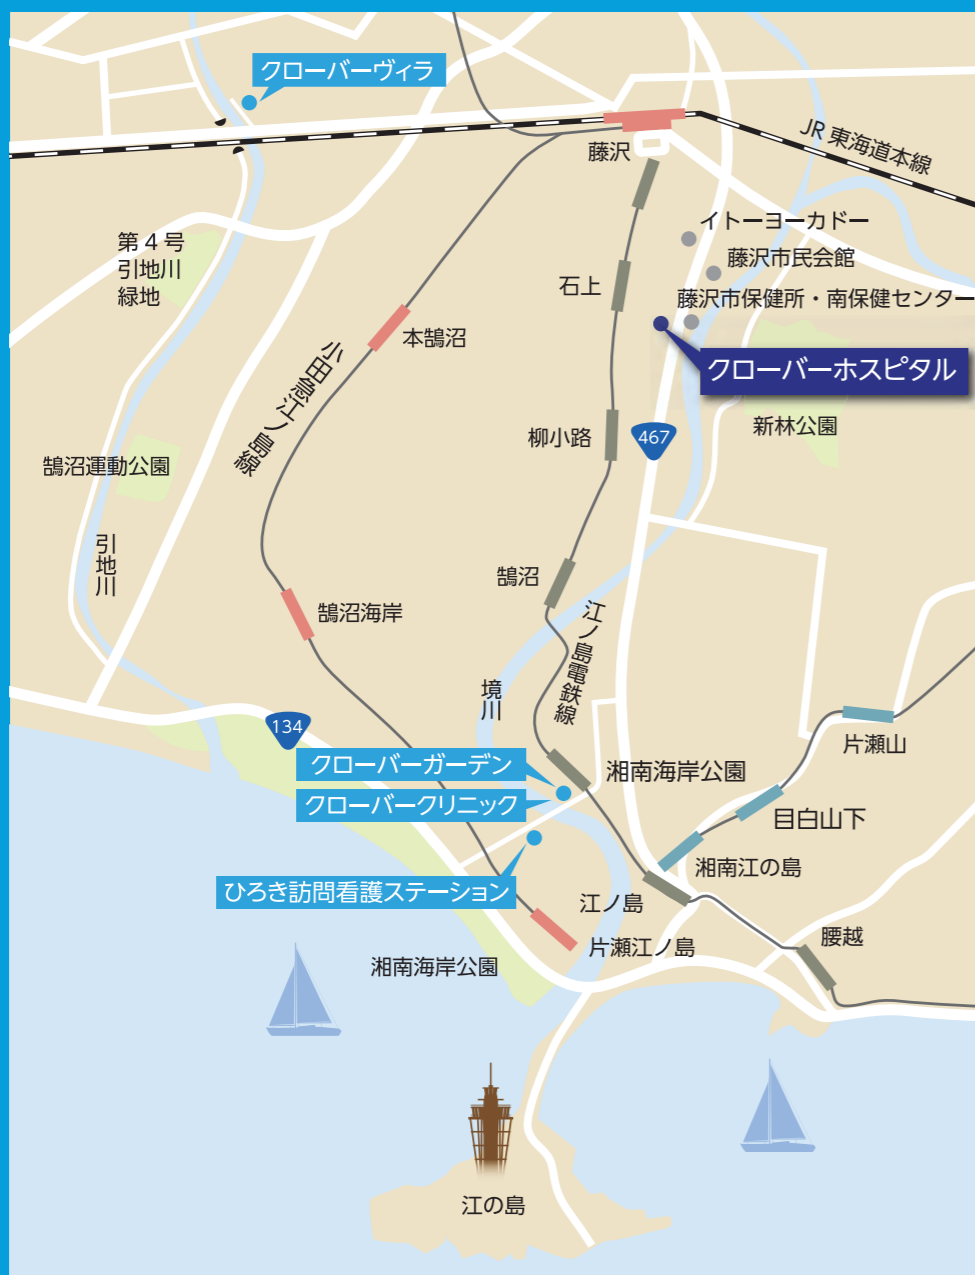 クローバーヴィラ
藤沢
JR 東海道本線
イトーヨーカドー
藤沢市民会館
藤沢市保健所・南保健センター
第4号
引地川
緑地
石上
本鵠沼
小田急江ノ島線
クローバーホスピタル
新林公園
柳小路
467
鵠沼運動公園
引地川
鵠沼
鵠沼海岸
江ノ島電鉄線
境川
134
片瀬山
クローバーガーデン
湘南海岸公園
クローバークリニック
目白山下
湘南江の島
ひろき訪問看護ステーション
江ノ島
片瀬江ノ島
腰越
湘南海岸公園
江の島